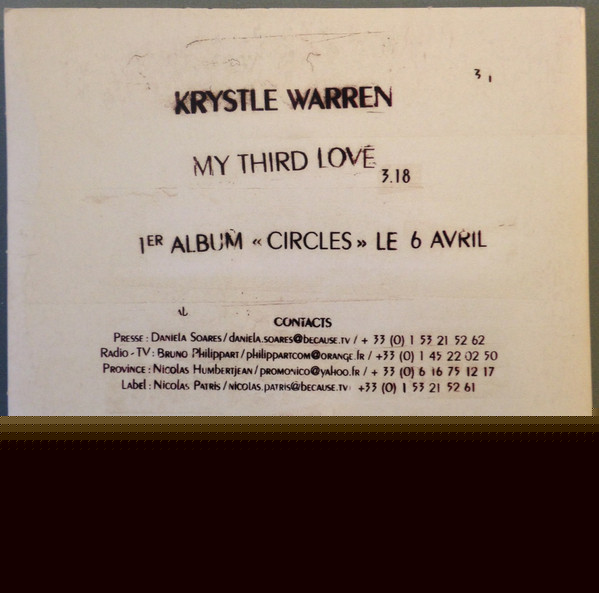 KRYSTLE WARREN
MY THIRD LOVE
3.18
1ER ALBUM « CIRCLES » LE 6 AVRIL
CONTACTS
Presse : Daniela Soares / daniela.soares@because.tv / + 33 (0) 1 53 21 52 62
Radio - TV : Bruno Philippart / philippartcom@orange.fr / +33 (0) 1 45 22 02 50
Province : Nicolas Humbertjean / promonico@yahoo.fr / + 33 (0) 6 16 75 12 17
Label : Nicolas Patris / nicolas.patris@because.tv +33 (0) 1 53 21 52 61